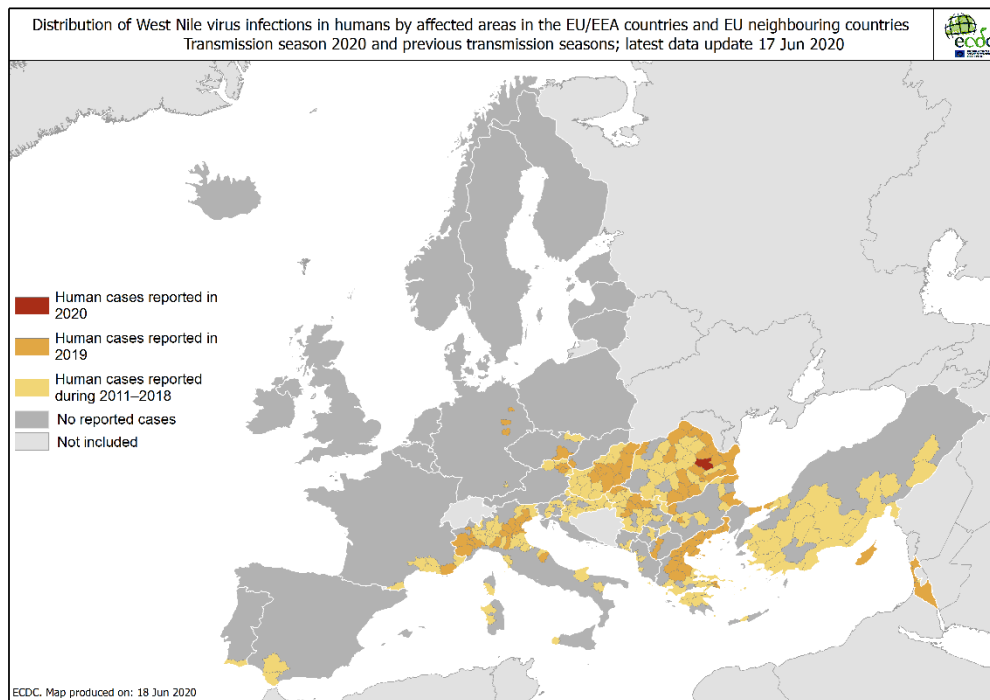 Distribution of West Nile virus infections in humans by affected areas in the EU/EEA countries and EU neighbouring countries
Transmission season 2020 and previous transmission seasons; latest data update 17 Jun 2020
ecdc
Human cases reported in
2020
Human cases reported in
2019
Human cases reported
during 2011–2018
No reported cases
Not included
ECDC. Map produced on: 18 Jun 2020